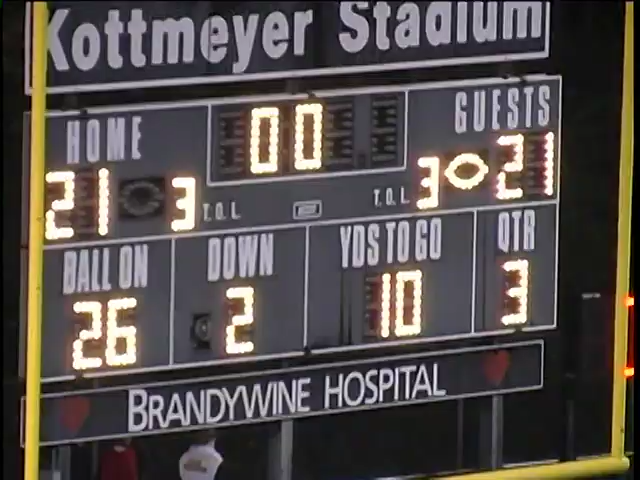 Kottmeyer Stadium
HOME 00 GUESTS
21 3 T.O.L. T.O.L. 3 21
BALL ON DOWN YDS TO GO QTR
26 2 10 3
BRANDYWINE HOSPITAL